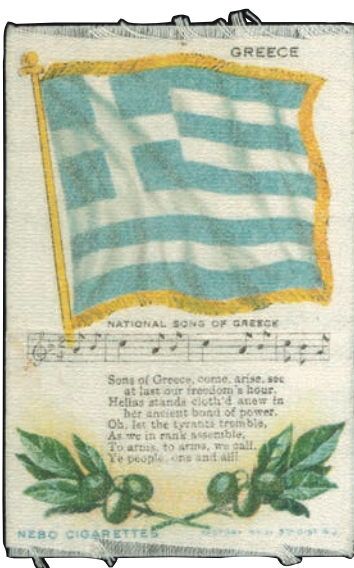 GREECE
NATIONAL SONG OF GREECE
Sons of Greece, come, arise, see
at last our freedom's hour.
Hellas stands cloth'd anew in
her ancient bond of power.
Oh, let the tyrants tremble,
As we in rank assemble,
To arms, to arms, we call,
Ye people, one and all!
NEBO CIGARETTES
FACTORY DIST. N.J.